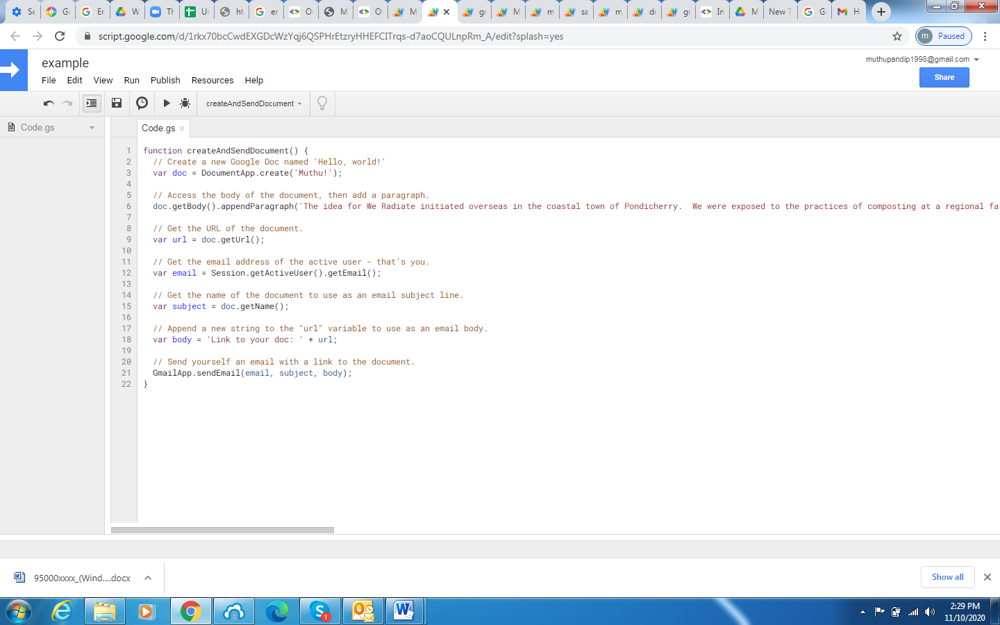 Se
G
Er
W
Th
Ur
ht
er
O
M
O
M
gr
M
m
sa
m
di
gr
In
M
New T
G
H
script.google.com/d/1rkx70bcCwdEXGDcWzYqj6QSPHrEtzryHHEFCITrqs-d7aoCQULnpRm_A/edit?splash=yes
m Paused
example
muthupandip1998@gmail.com
File Edit View Run Publish Resources Help
Share
createAndSendDocument
Code.gs
Code.gs
1 function createAndSendDocument() {
2 // Create a new Google Doc named 'Hello, world!'
3 var doc = DocumentApp.create('Muthu!');
4
5 // Access the body of the document, then add a paragraph.
6 doc.getBody().appendParagraph('The idea for We Radiate initiated overseas in the coastal town of Pondicherry.  We were exposed to the practices of composting at a regional fa
7
8 // Get the URL of the document.
9 var url = doc.getUrl();
10
11 // Get the email address of the active user - that's you.
12 var email = Session.getActiveUser().getEmail();
13
14 // Get the name of the document to use as an email subject line.
15 var subject = doc.getName();
16
17 // Append a new string to the "url" variable to use as an email body.
18 var body = 'Link to your doc: ' + url;
19
20 // Send yourself an email with a link to the document.
21 GmailApp.sendEmail(email, subject, body);
22 }
95000xxxx_(Wind....docx
Show all
1
2:29 PM
11/10/2020